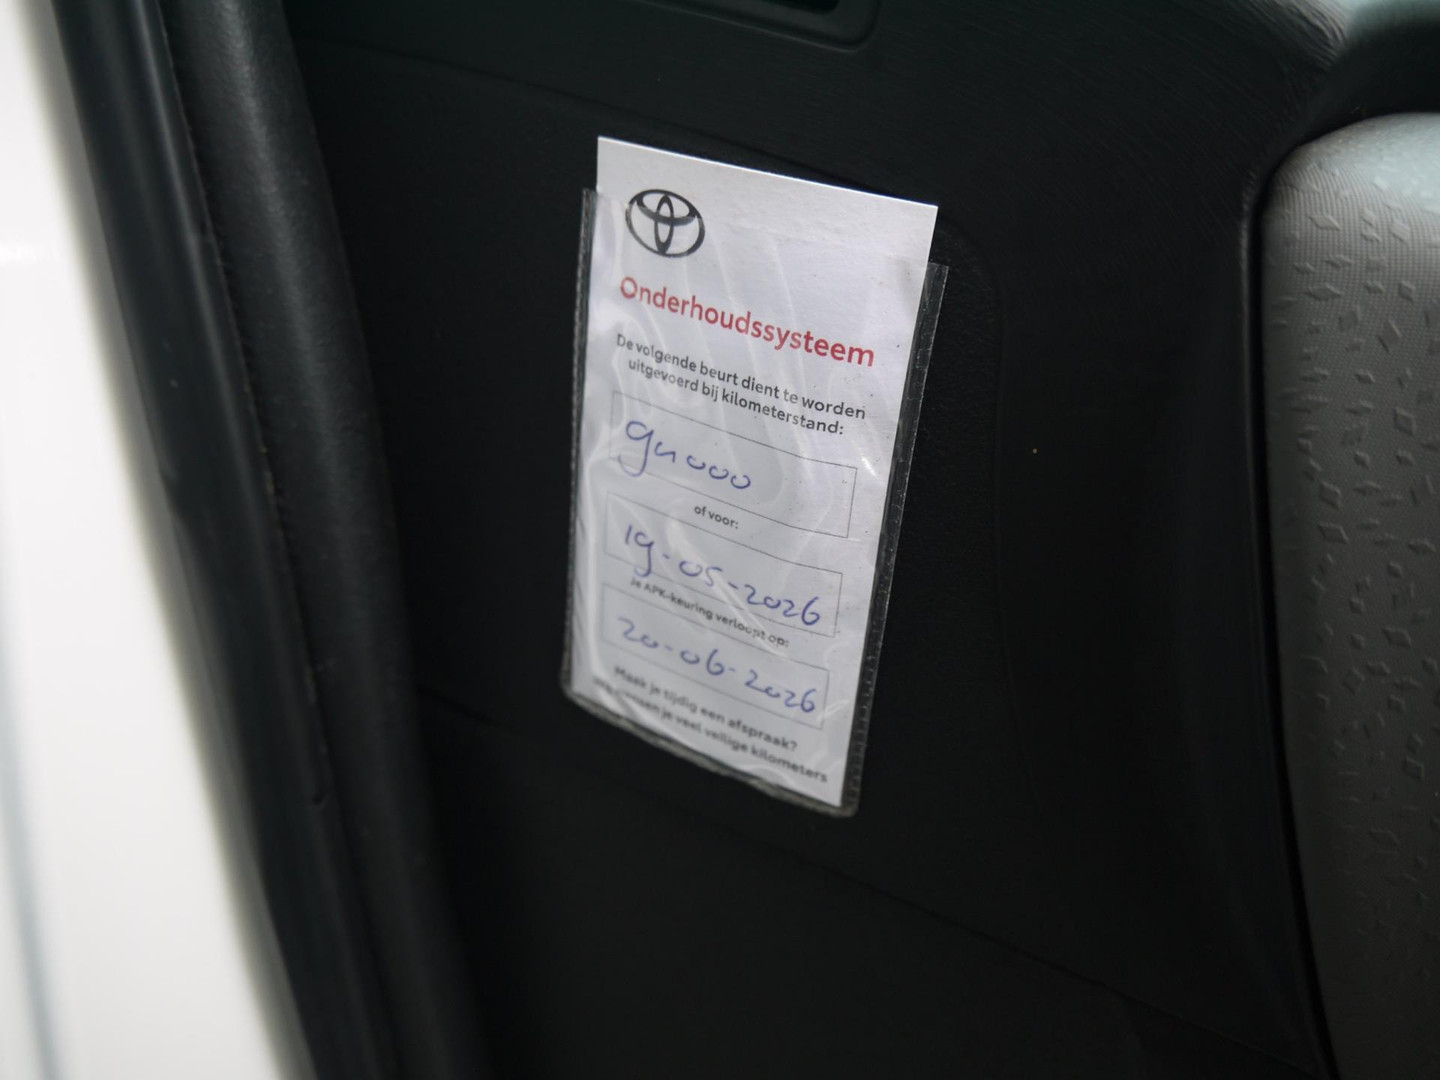 Onderhoudssysteem
De volgende beurt dient te worden
uitgevoerd bij kilometerstand:
94000
of voor:
19-05-2026
Je APK-keuring verloopt op:
20-06-2026
Maak je tijdig een afspraak?
wensen je veel veilige kilometers